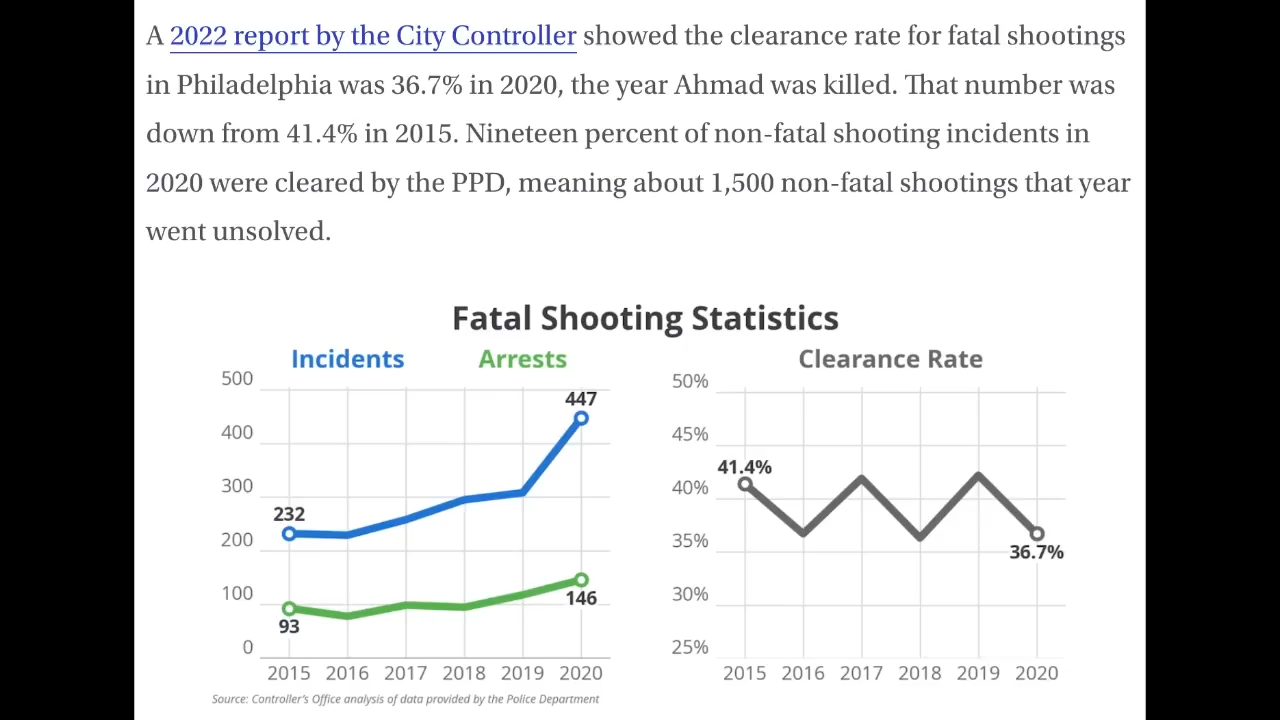 A 2022 report by the City Controller showed the clearance rate for fatal shootings
in Philadelphia was 36.7% in 2020, the year Ahmad was killed. That number was
down from 41.4% in 2015. Nineteen percent of non-fatal shooting incidents in
2020 were cleared by the PPD, meaning about 1,500 non-fatal shootings that year
went unsolved.
Fatal Shooting Statistics
Incidents Arrests
500
400
300
200
100
0
447
232
146
93
2015 2016 2017 2018 2019 2020
Clearance Rate
50%
45%
40%
35%
30%
25%
41.4%
36.7%
2015 2016 2017 2018 2019 2020
Source: Controller's Office analysis of data provided by the Police Department